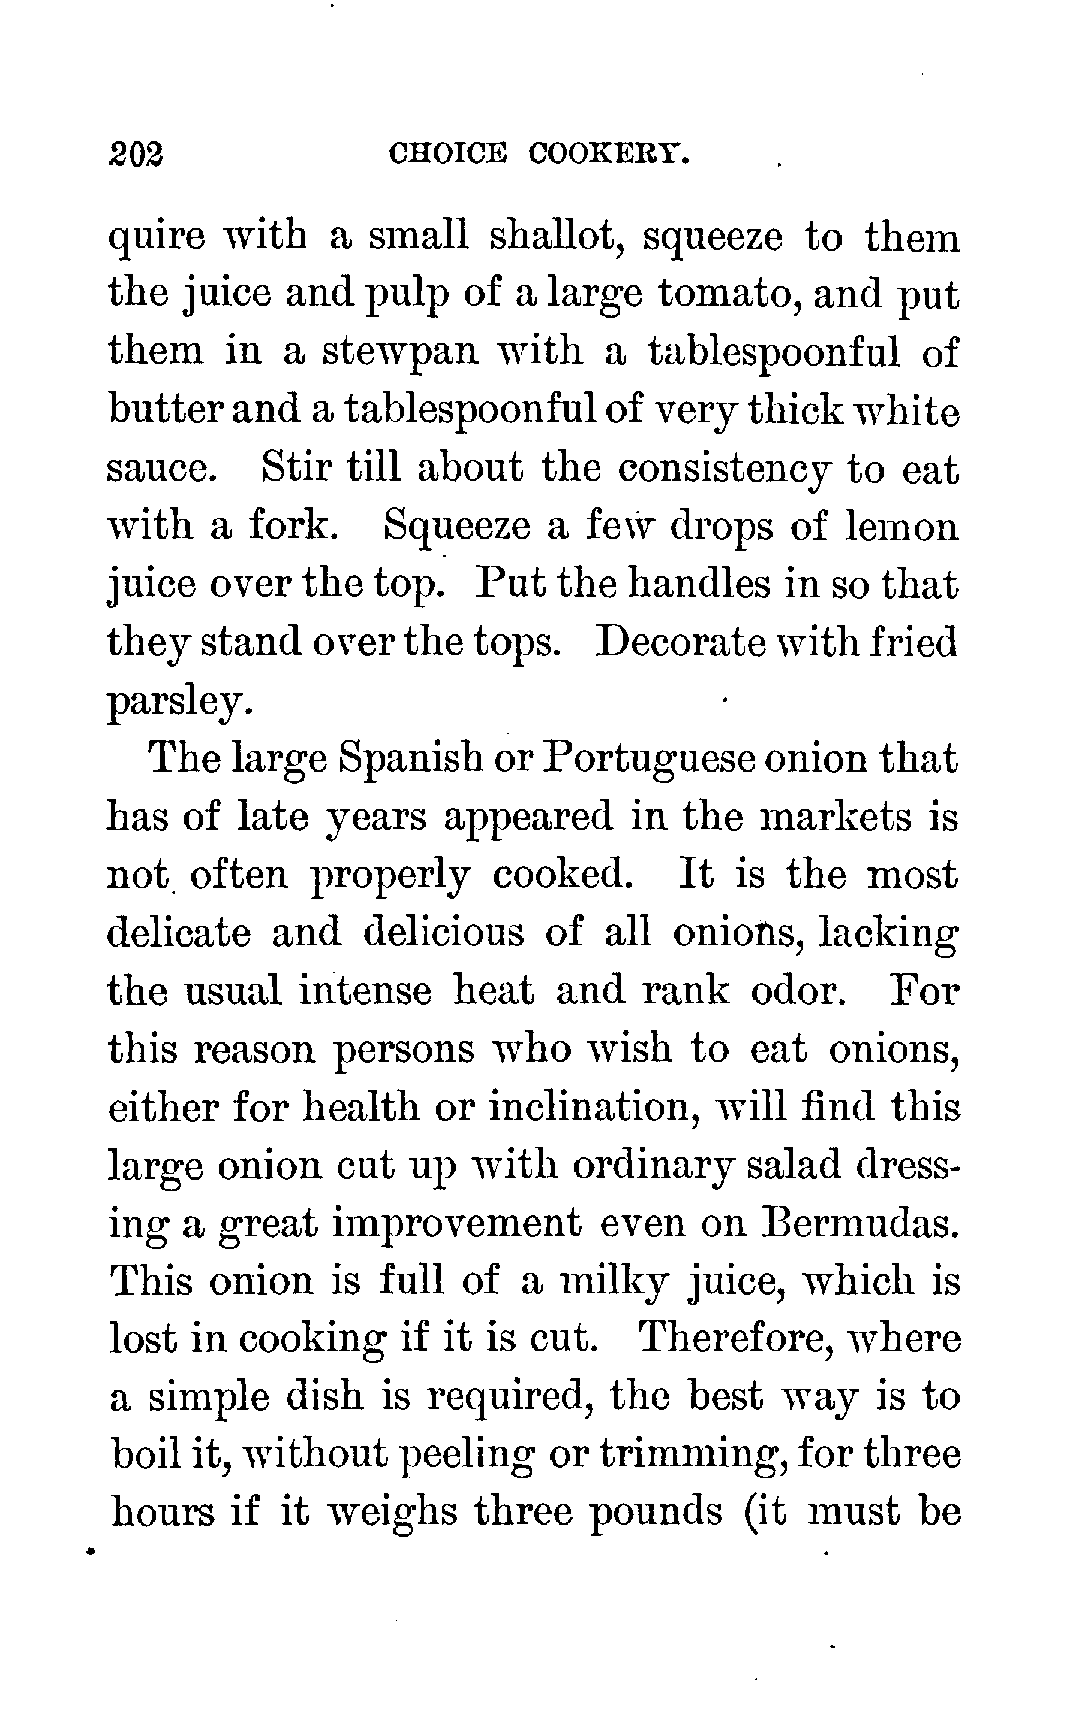 202 CHOICE COOKERY.
quire with a small shallot, squeeze to them
the juice and pulp of a large tomato, and put
them in a stewpan with a tablespoonful of
butter and a tablespoonful of very thick white
sauce. Stir till about the consistency to eat
with a fork. Squeeze a few drops of lemon
juice over the top. Put the handles in so that
they stand over the tops. Decorate with fried
parsley.
The large Spanish or Portuguese onion that
has of late years appeared in the markets is
not often properly cooked. It is the most
delicate and delicious of all onions, lacking
the usual intense heat and rank odor. For
this reason persons who wish to eat onions,
either for health or inclination, will find this
large onion cut up with ordinary salad dress-
ing a great improvement even on Bermudas.
This onion is full of a milky juice, which is
lost in cooking if it is cut. Therefore, where
a simple dish is required, the best way is to
boil it, without peeling or trimming, for three
hours if it weighs three pounds (it must be